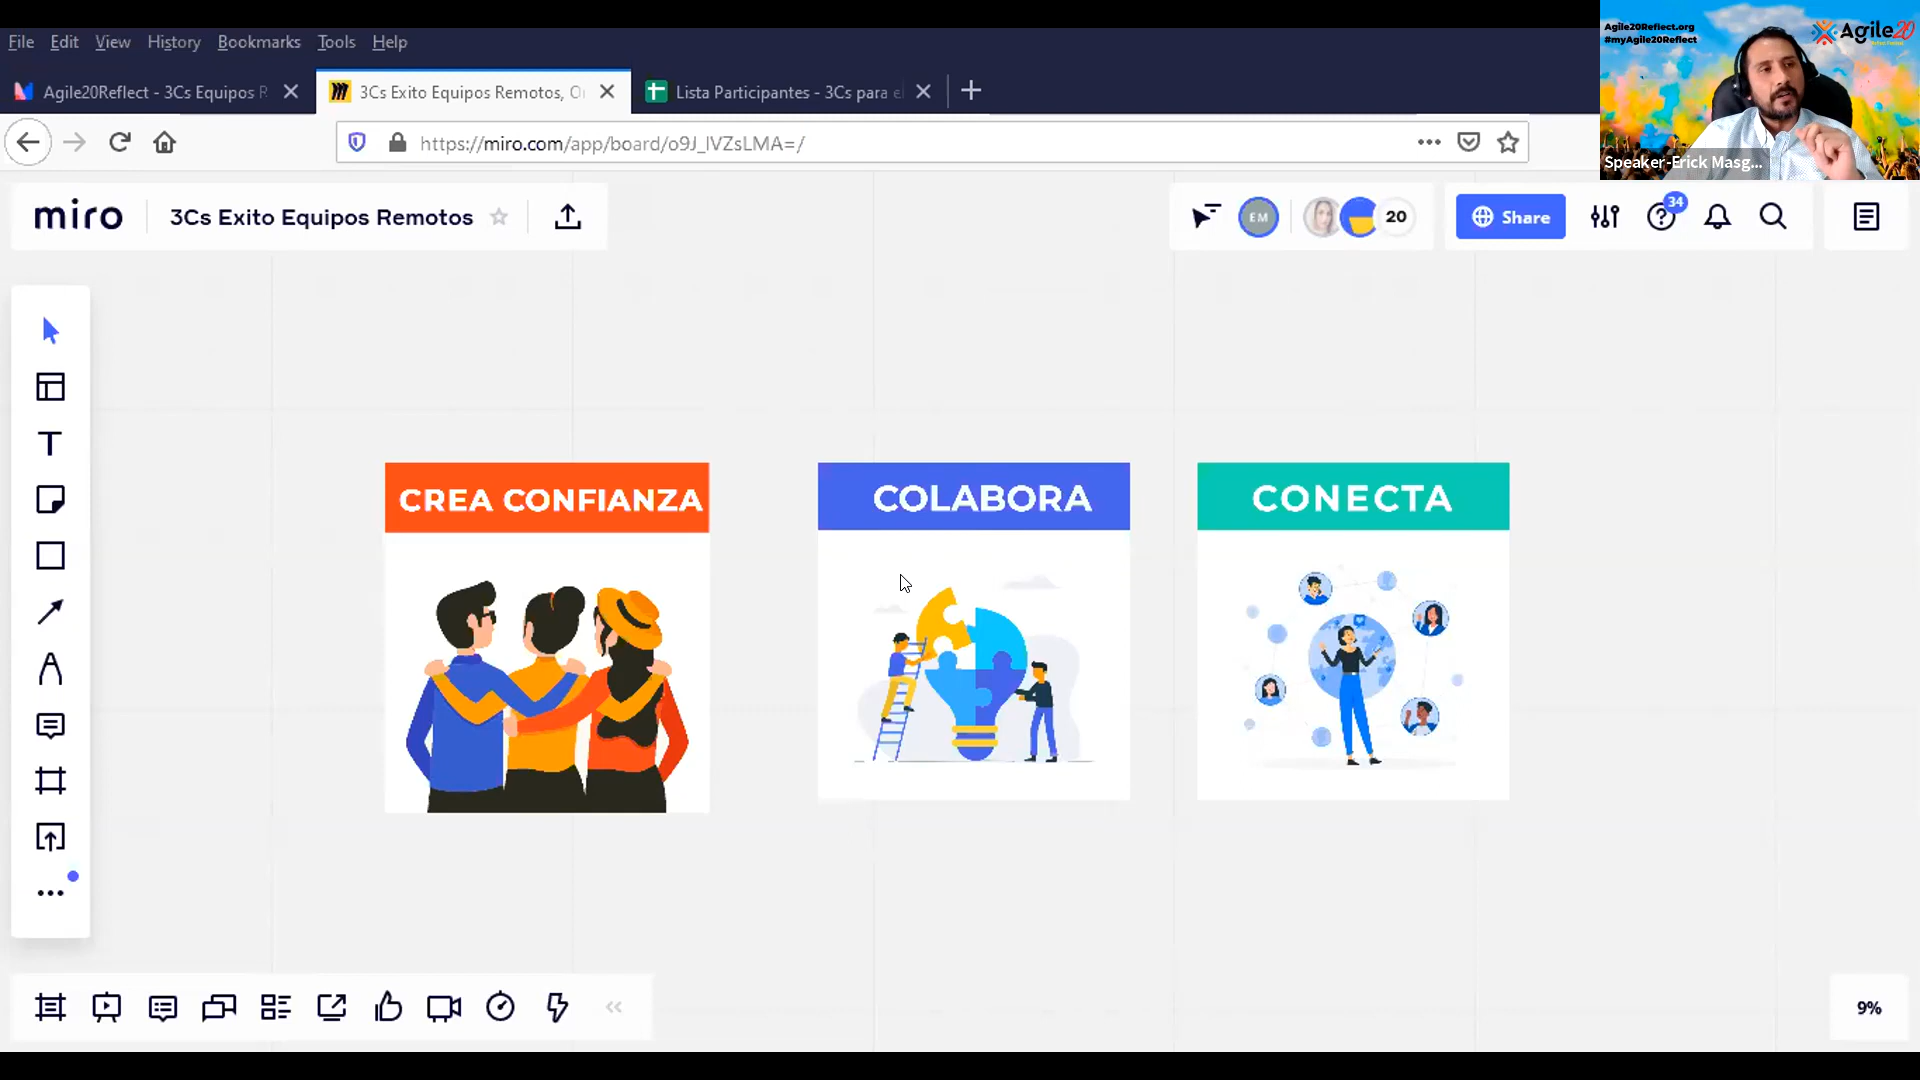 File Edit View History Bookmarks Tools Help
Agile20Reflect.org
#myAgile20Reflect
Agile20
Agile20Reflect - 3Cs Equipos R
3Cs Exito Equipos Remotos, O
Lista Participantes - 3Cs para e
https://miro.com/app/board/o9J_lVZsLMA=/
Speaker-Erick Masg...
miro
3Cs Exito Equipos Remotos
EM
20
Share
34
CREA CONFIANZA
COLABORA
CONECTA
9%